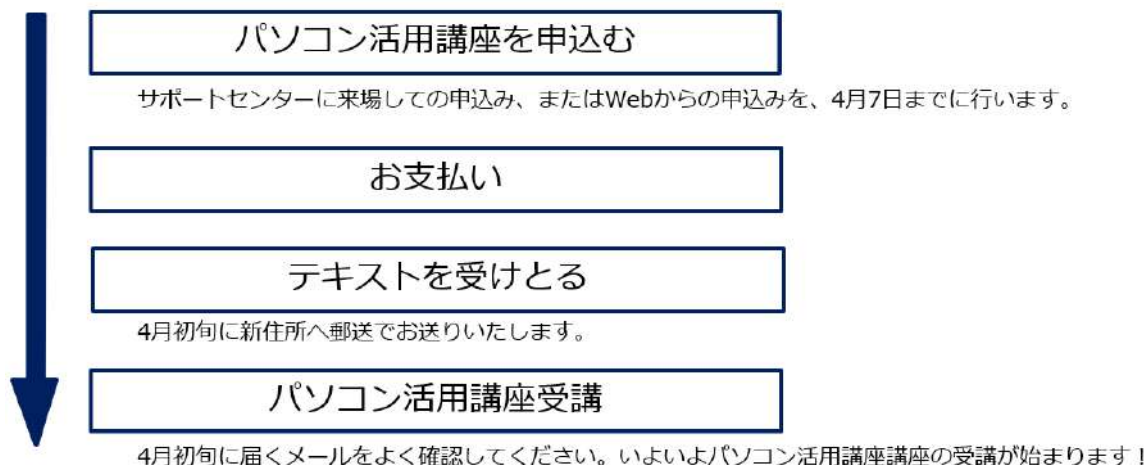 パソコン活用講座を申込む
サポートセンターに来場しての申込み、またはWebからの申込みを、4月7日までに行います。
お支払い
テキストを受けとる
4月初旬に新住所へ郵送でお送りいたします。
パソコン活用講座受講
4月初旬に届くメールをよく確認してください。いよいよパソコン活用講座講座の受講が始まります！